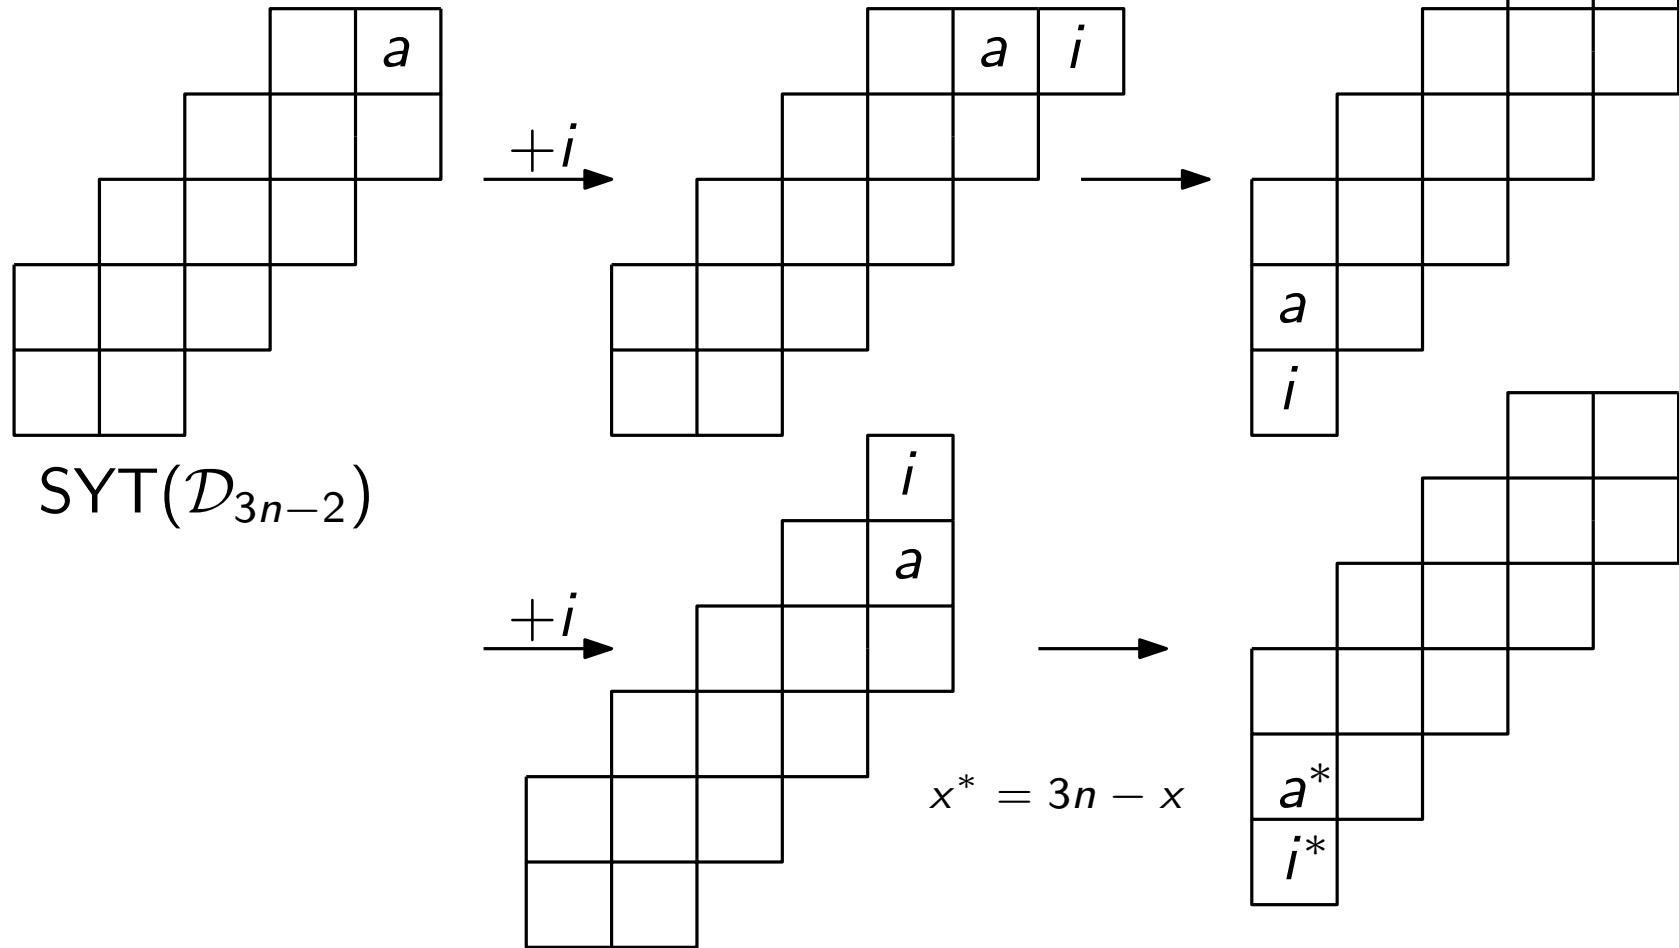 a
+i
a i
a
i
SYT(𝒟₃ₙ₋₂)
+i
i
a
x* = 3n − x
a*
i*